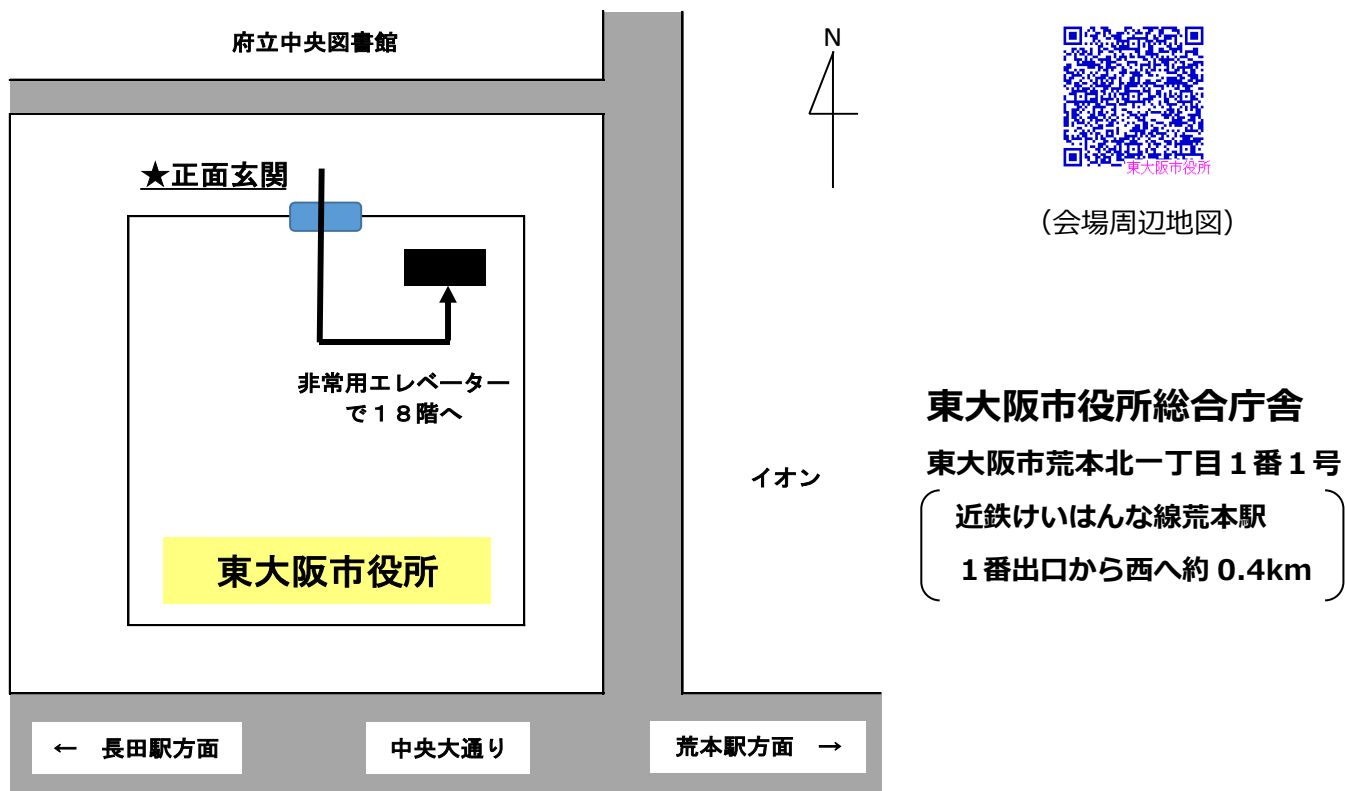 府立中央図書館
N
東大阪市役所
（会場周辺地図）
★正面玄関
非常用エレベーター
で１８階へ
イオン
東大阪市役所
東大阪市役所総合庁舎
東大阪市荒本北一丁目１番１号
近鉄けいはんな線荒本駅
１番出口から西へ約 0.4km
← 長田駅方面
中央大通り
荒本駅方面 →